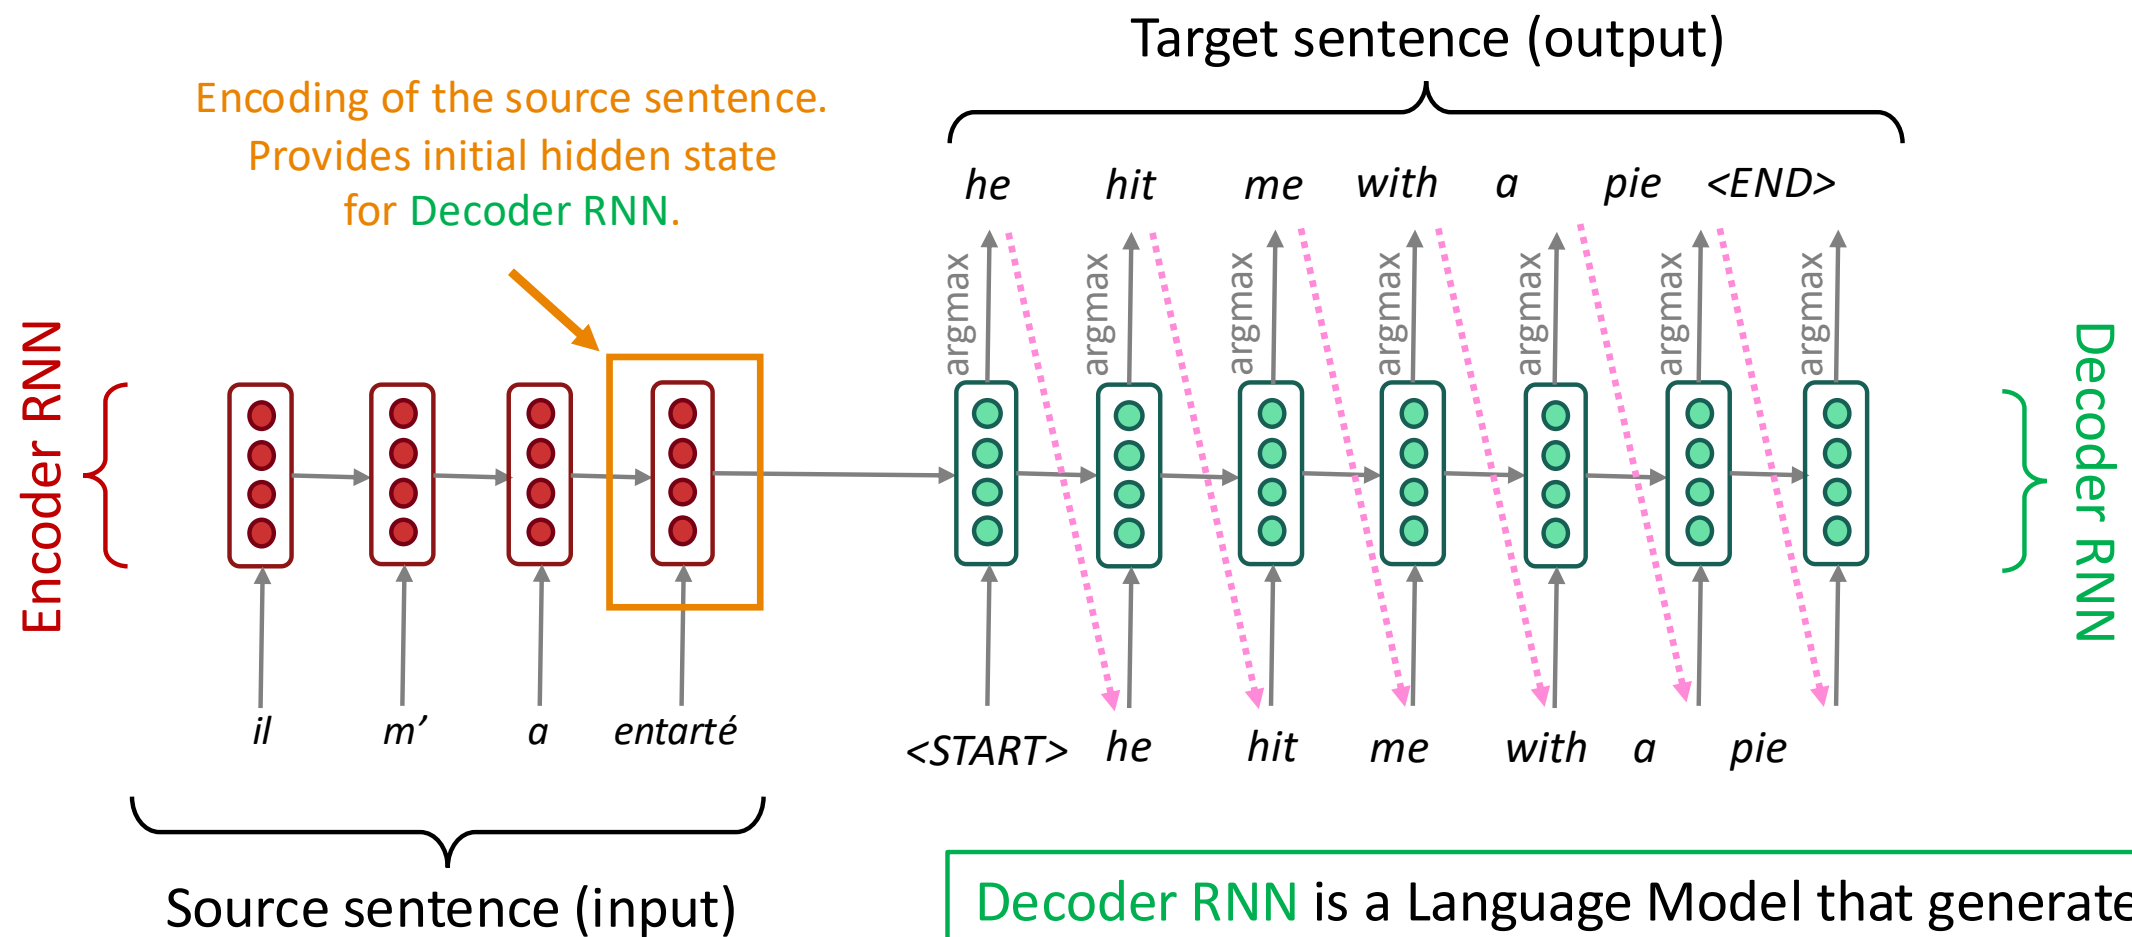 Target sentence (output)
Encoding of the source sentence.
Provides initial hidden state
for Decoder RNN.
he hit me with a pie <END>
argmax argmax argmax argmax argmax argmax argmax
Encoder RNN
Decoder RNN
il m’ a entarté
<START> he hit me with a pie
Source sentence (input)
Decoder RNN is a Language Model that generate